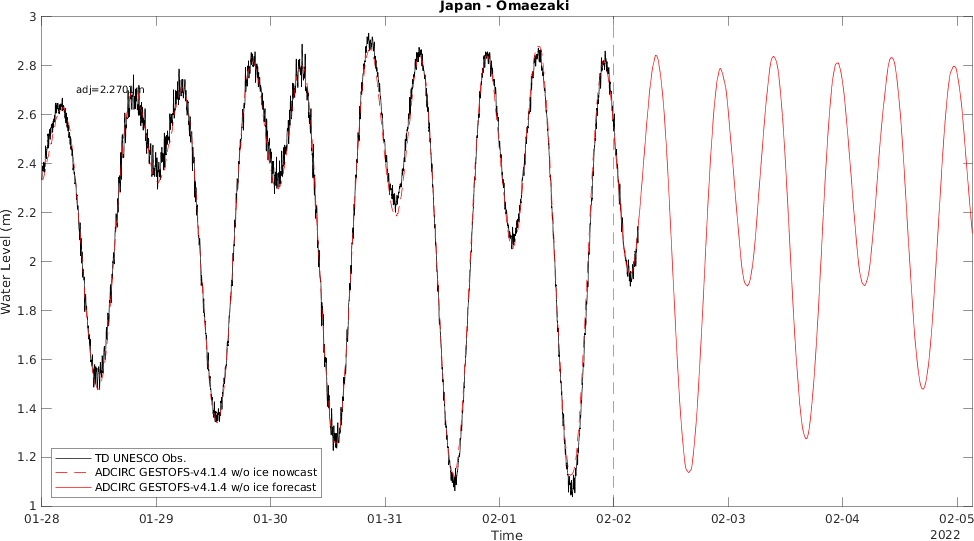 Japan - Omaezaki
Water Level (m)
3
2.8
2.6
2.4
2.2
2
1.8
1.6
1.4
1.2
1
adj=2.2701 m
TD UNESCO Obs.
ADCIRC GESTOFS-v4.1.4 w/o ice nowcast
ADCIRC GESTOFS-v4.1.4 w/o ice forecast
01-28 01-29 01-30 01-31 02-01 02-02 02-03 02-04 02-05
Time
2022